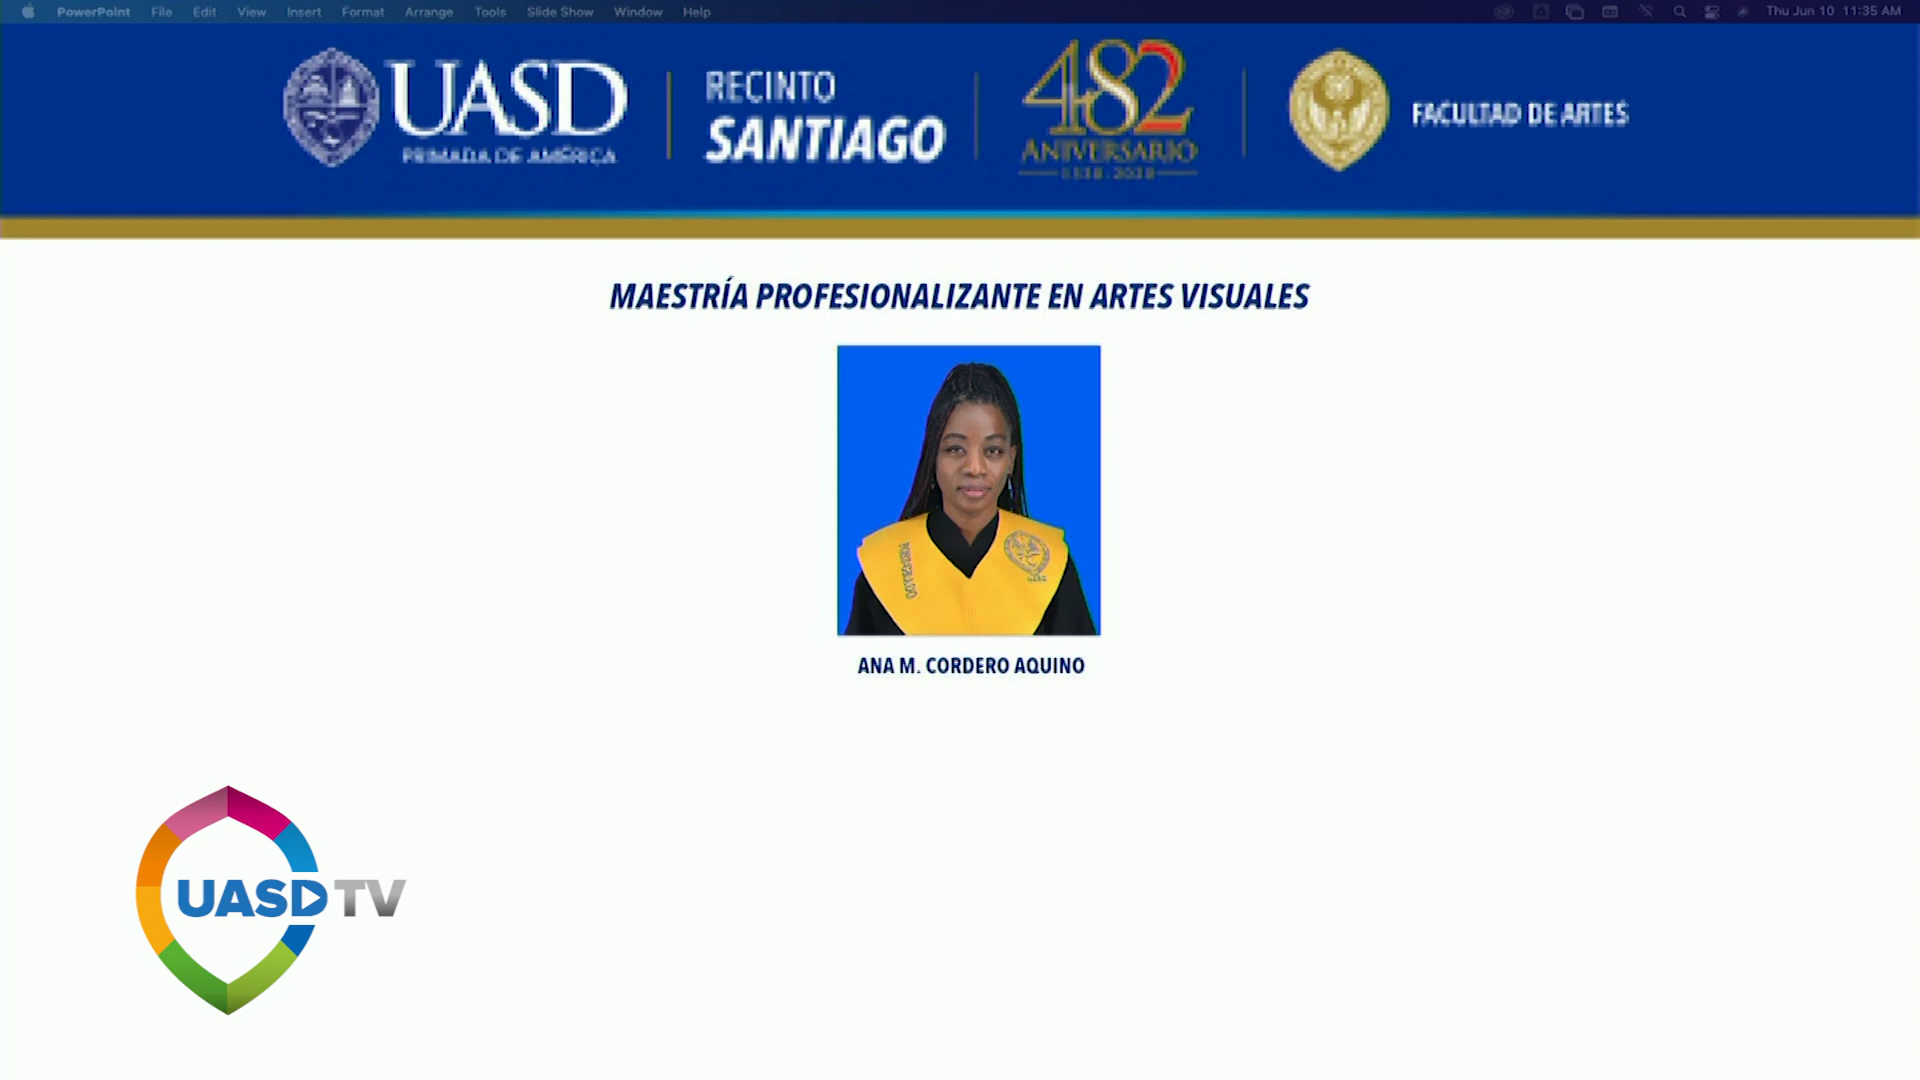 PowerPoint File Edit View Insert Format Arrange Tools Slide Show Window Help Thu Jun 10 11:35 AM
UASD
PRIMADA DE AMÉRICA
RECINTO
SANTIAGO
482
ANIVERSARIO
FACULTAD DE ARTES
MAESTRÍA PROFESIONALIZANTE EN ARTES VISUALES
POSTGRADO
UASD
ANA M. CORDERO AQUINO
UASD TV